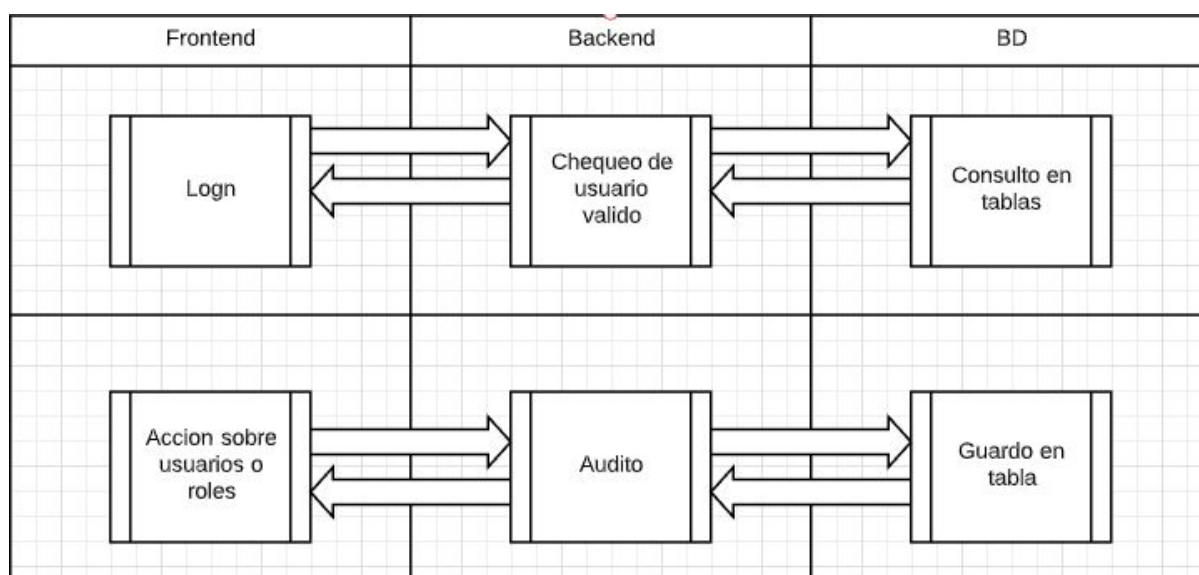 Frontend
Backend
BD
Logn
Chequeo de
usuario
valido
Consulto en
tablas
Accion sobre
usuarios o
roles
Audito
Guardo en
tabla